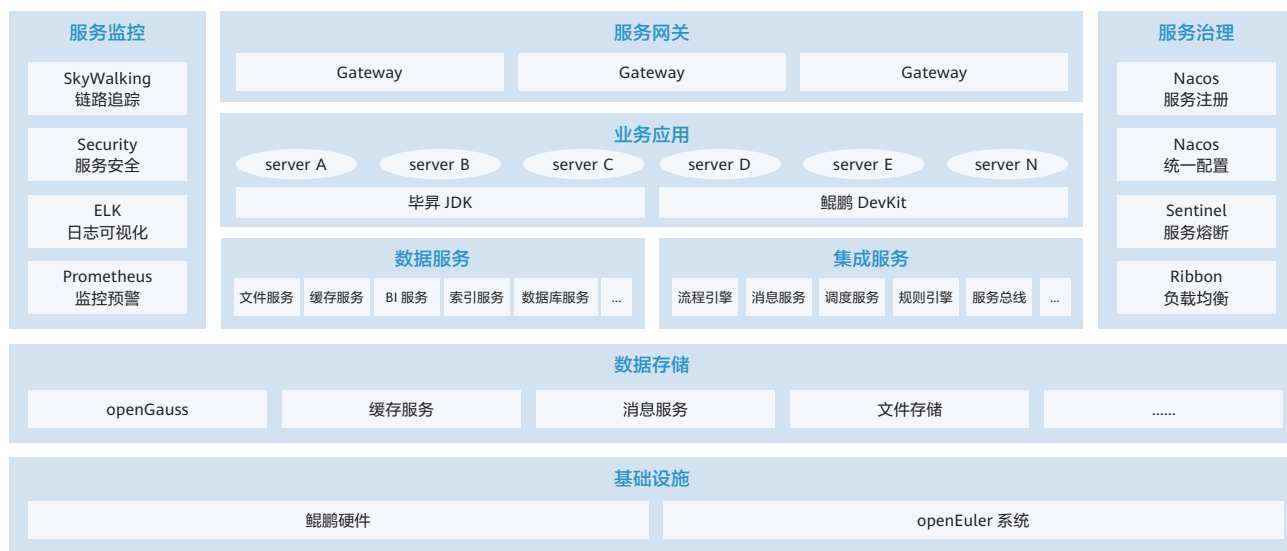 服务监控
SkyWalking
链路追踪
Security
服务安全
ELK
日志可视化
Prometheus
监控预警
服务网关
Gateway
Gateway
Gateway
业务应用
server A
server B
server C
server D
server E
server N
毕昇 JDK
鲲鹏 DevKit
数据服务
文件服务
缓存服务
BI 服务
索引服务
数据库服务
...
集成服务
流程引擎
消息服务
调度服务
规则引擎
服务总线
...
服务治理
Nacos
服务注册
Nacos
统一配置
Sentinel
服务熔断
Ribbon
负载均衡
数据存储
openGauss
缓存服务
消息服务
文件存储
......
基础设施
鲲鹏硬件
openEuler 系统